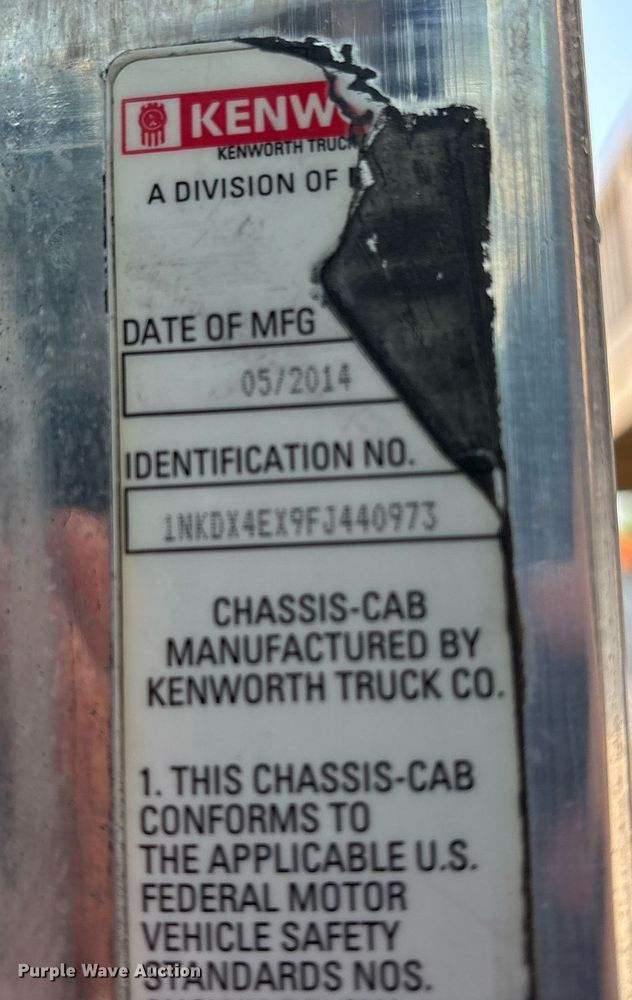 KENW
KENWORTH TRUCK
A DIVISION OF
DATE OF MFG
05/2014
IDENTIFICATION NO.
1NKDX4EX9FJ440973
CHASSIS-CAB
MANUFACTURED BY
KENWORTH TRUCK CO.
1. THIS CHASSIS-CAB
CONFORMS TO
THE APPLICABLE U.S.
FEDERAL MOTOR
VEHICLE SAFETY
STANDARDS NOS.
Purple Wave Auction